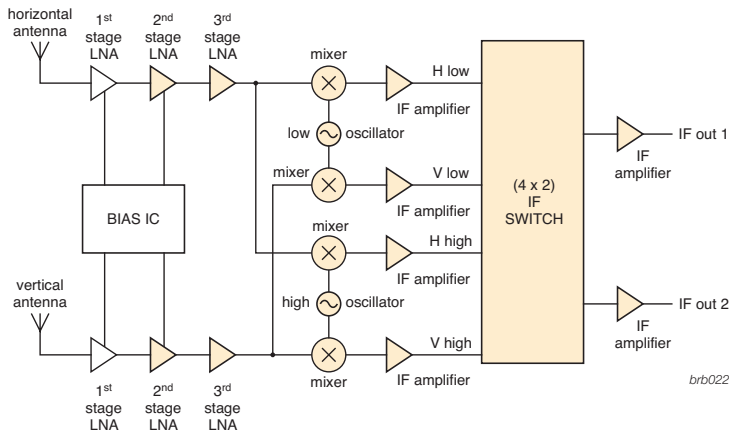 horizontal
antenna
1st
stage
LNA
2nd
stage
LNA
3rd
stage
LNA
mixer
H low
IF amplifier
low
oscillator
mixer
V low
IF amplifier
BIAS IC
mixer
H high
IF amplifier
high
oscillator
vertical
antenna
V high
mixer
IF amplifier
1st
stage
LNA
2nd
stage
LNA
3rd
stage
LNA
(4 x 2)
IF
SWITCH
IF out 1
IF
amplifier
IF out 2
IF
amplifier
brb022